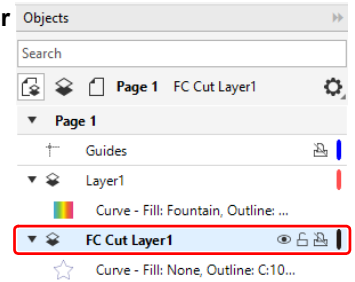 r Objects
Search
Page 1 FC Cut Layer1
Page 1
Guides
Layer1
Curve - Fill: Fountain, Outline: ...
FC Cut Layer1
Curve - Fill: None, Outline: C:10...